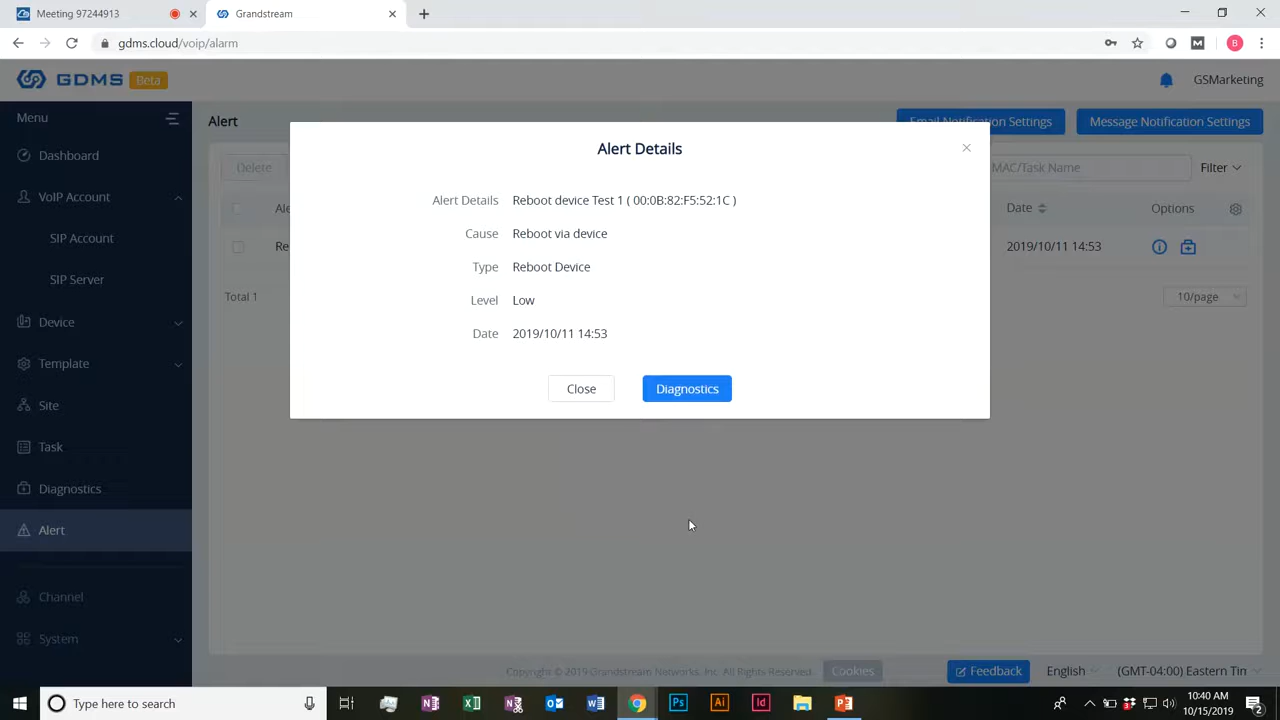 Meeting 97244913
Grandstream
gdms.cloud/voip/alarm
M
B
GDMS Beta
GSMarketing
Menu
Alert
Email Notification Settings
Message Notification Settings
Dashboard
Delete
MAC/Task Name
Filter
VoIP Account
SIP Account
SIP Server
Date
Options
2019/10/11 14:53
Total 1
10/page
Device
Template
Site
Task
Diagnostics
Alert
Channel
System
Alert Details
Alert Details Reboot device Test 1 ( 00:0B:82:F5:52:1C )
Cause Reboot via device
Type Reboot Device
Level Low
Date 2019/10/11 14:53
Close
Diagnostics
Copyright © 2019 Grandstream Networks, Inc. All Rights Reserved.
Cookies
Feedback
English
(GMT-04:00) Eastern Tin
Type here to search
Ps
Ai
Id
10:40 AM
10/15/2019
2